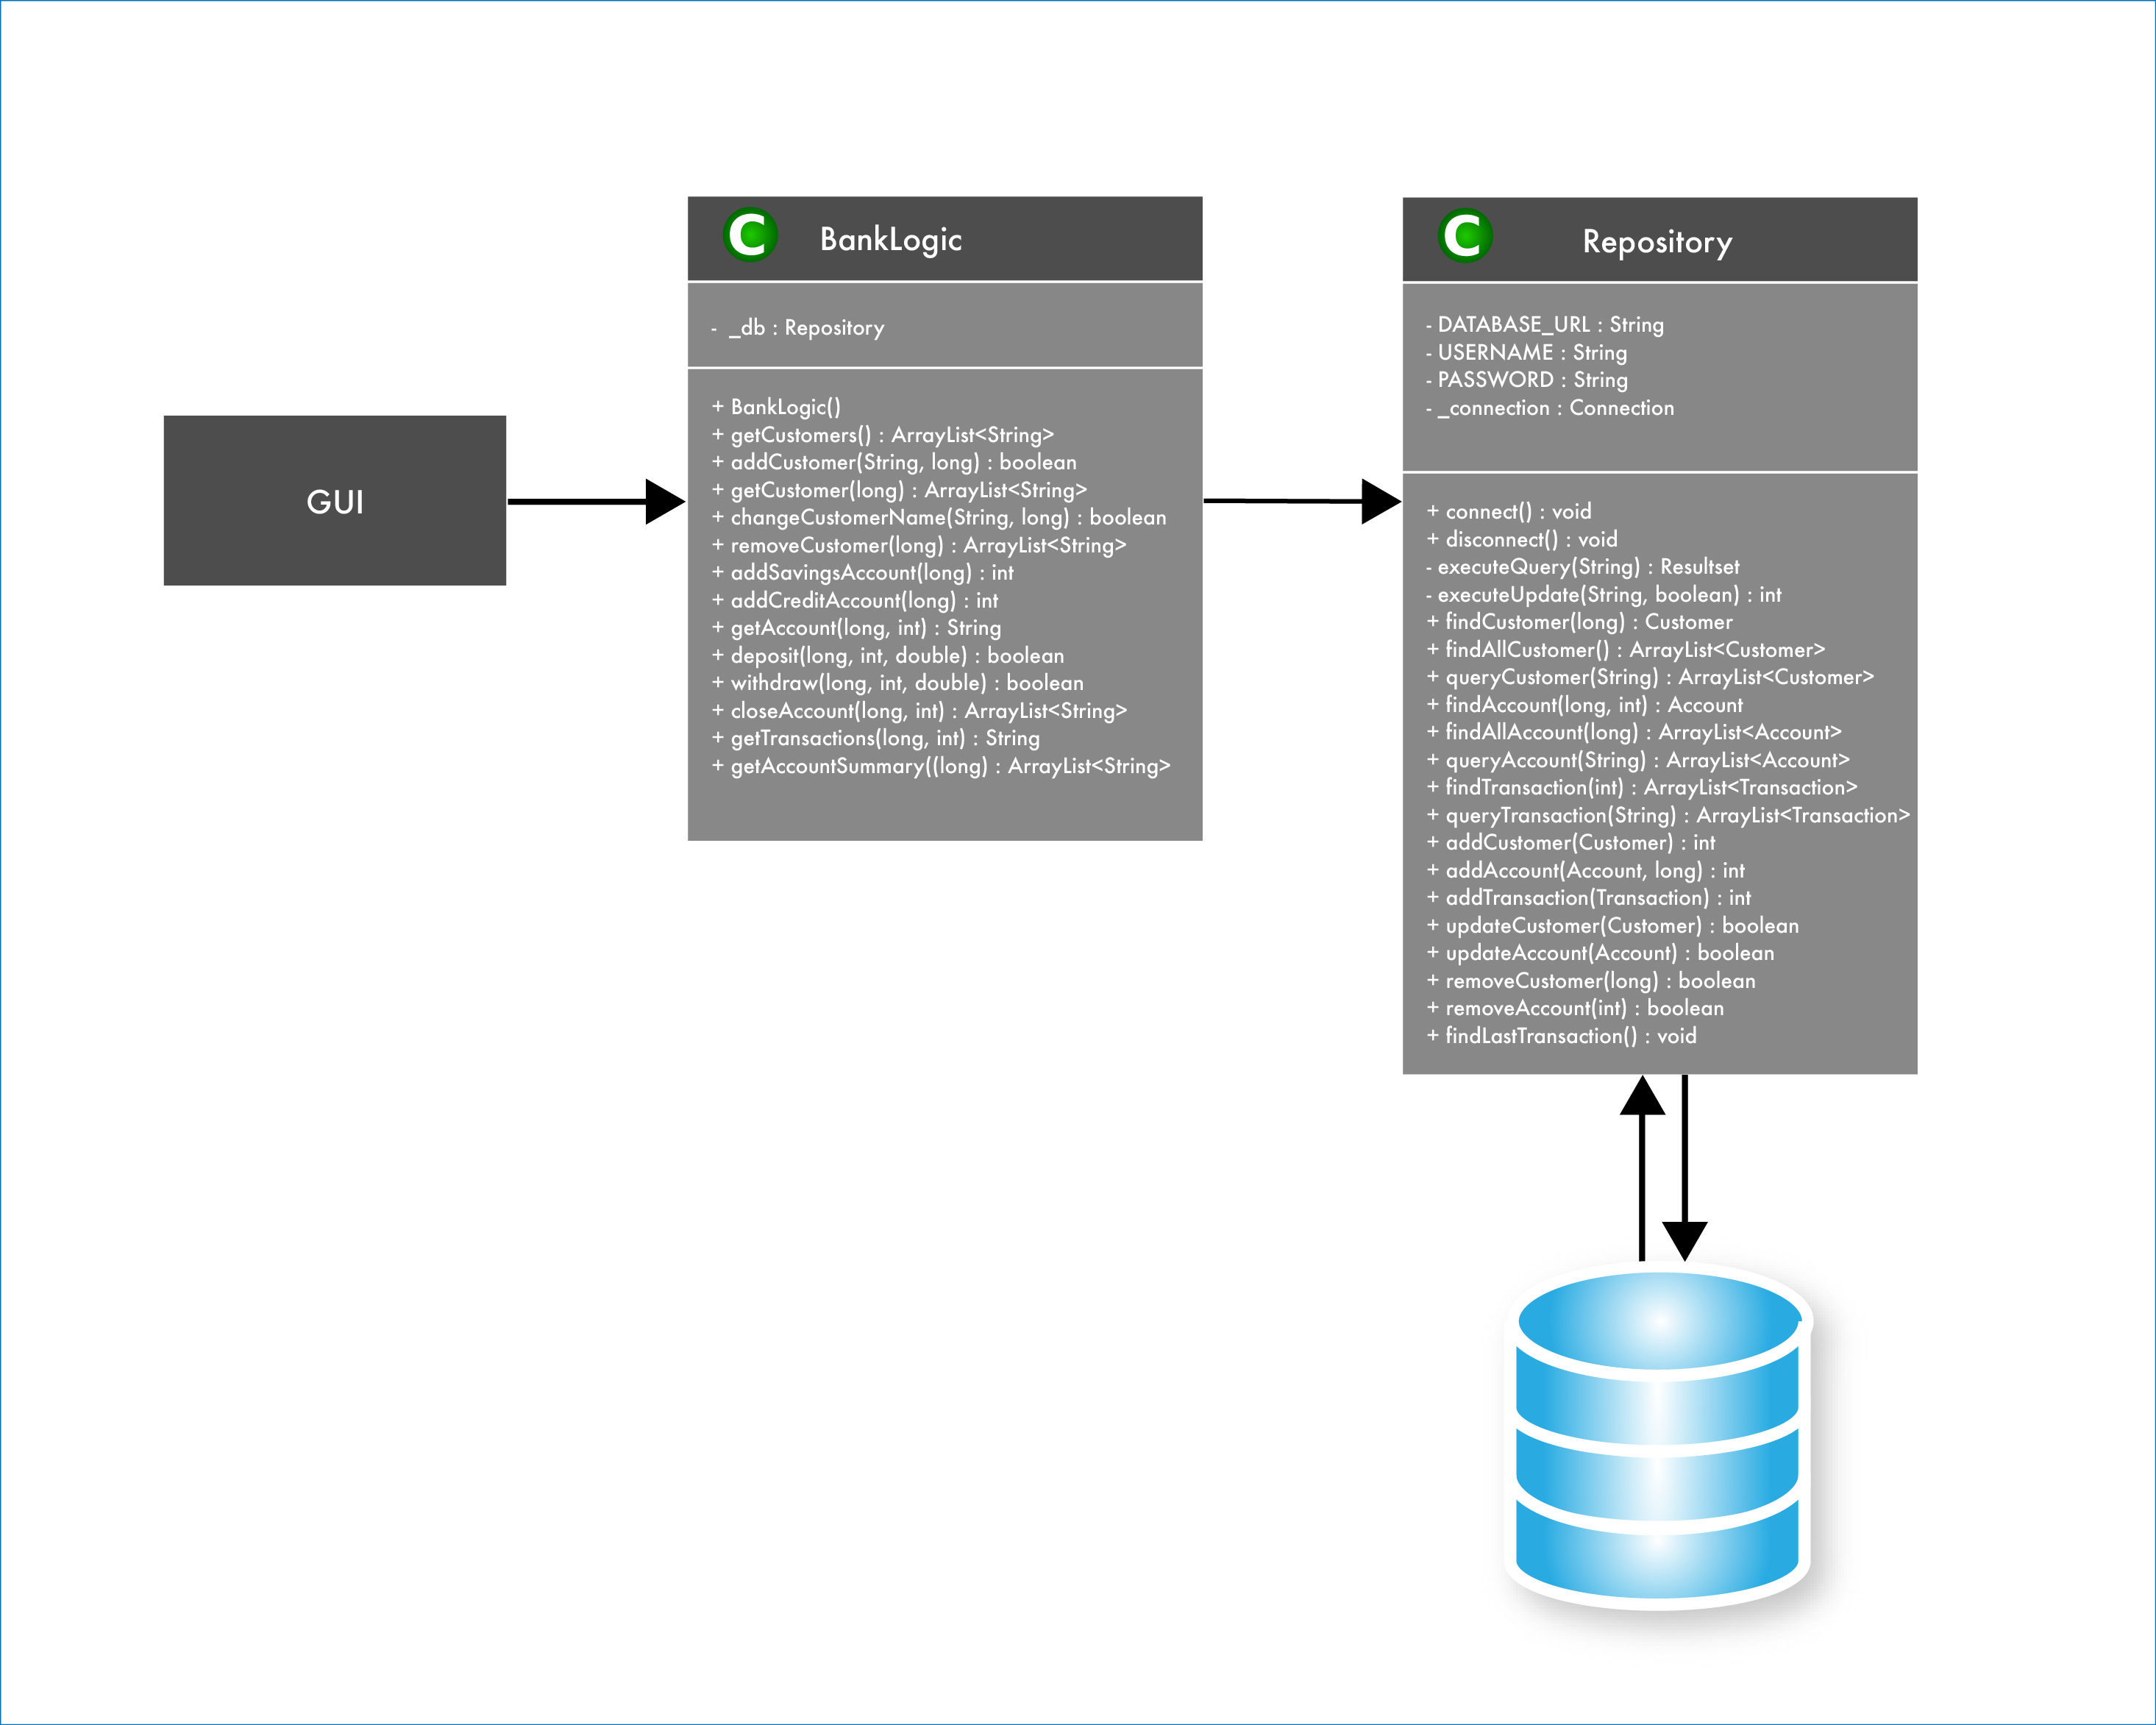 GUI
C BankLogic
- _db : Repository
+ BankLogic()
+ getCustomers() : ArrayList<String>
+ addCustomer(String, long) : boolean
+ getCustomer(long) : ArrayList<String>
+ changeCustomerName(String, long) : boolean
+ removeCustomer(long) : ArrayList<String>
+ addSavingsAccount(long) : int
+ addCreditAccount(long) : int
+ getAccount(long, int) : String
+ deposit(long, int, double) : boolean
+ withdraw(long, int, double) : boolean
+ closeAccount(long, int) : ArrayList<String>
+ getTransactions(long, int) : String
+ getAccountSummary((long) : ArrayList<String>
C Repository
- DATABASE_URL : String
- USERNAME : String
- PASSWORD : String
- _connection : Connection
+ connect() : void
+ disconnect() : void
- executeQuery(String) : Resultset
- executeUpdate(String, boolean) : int
+ findCustomer(long) : Customer
+ findAllCustomer() : ArrayList<Customer>
+ queryCustomer(String) : ArrayList<Customer>
+ findAccount(long, int) : Account
+ findAllAccount(long) : ArrayList<Account>
+ queryAccount(String) : ArrayList<Account>
+ findTransaction(int) : ArrayList<Transaction>
+ queryTransaction(String) : ArrayList<Transaction>
+ addCustomer(Customer) : int
+ addAccount(Account, long) : int
+ addTransaction(Transaction) : int
+ updateCustomer(Customer) : boolean
+ updateAccount(Account) : boolean
+ removeCustomer(long) : boolean
+ removeAccount(int) : boolean
+ findLastTransaction() : void